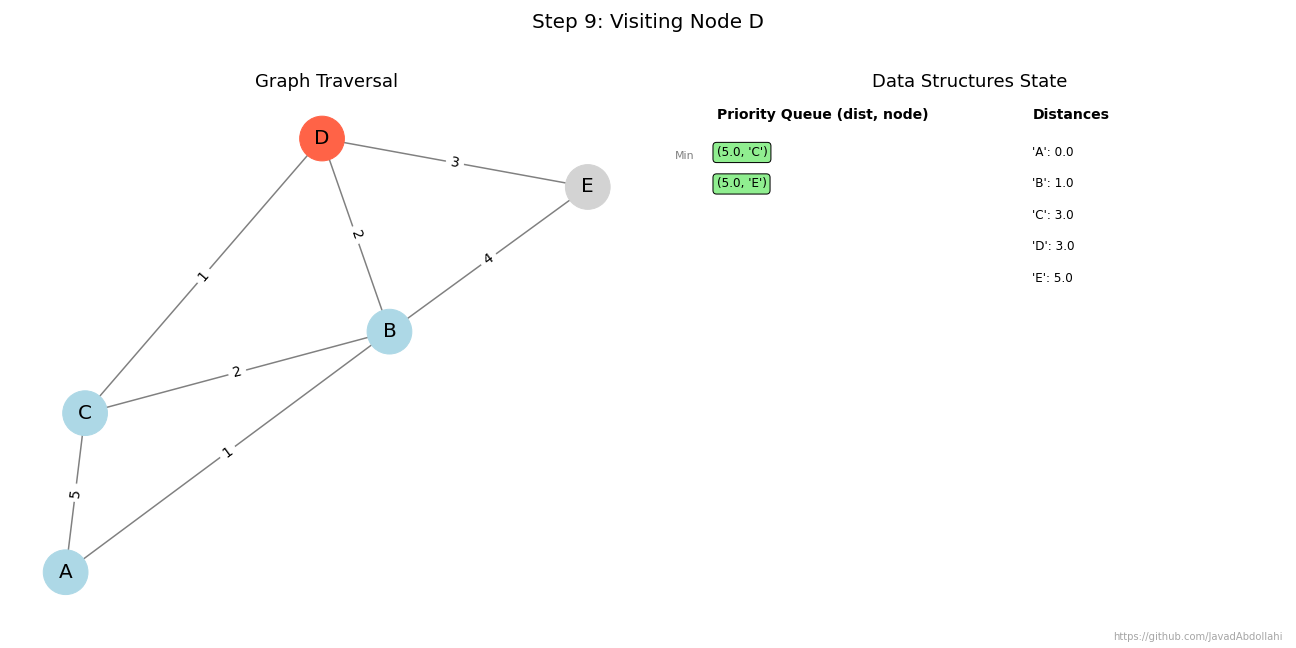 Step 9: Visiting Node D
Graph Traversal
D
3
E
2
1
4
B
2
C
1
5
A
Data Structures State
Priority Queue (dist, node)
Min
(5.0, 'C')
(5.0, 'E')
Distances
'A': 0.0
'B': 1.0
'C': 3.0
'D': 3.0
'E': 5.0
https://github.com/JavadAbdollahi